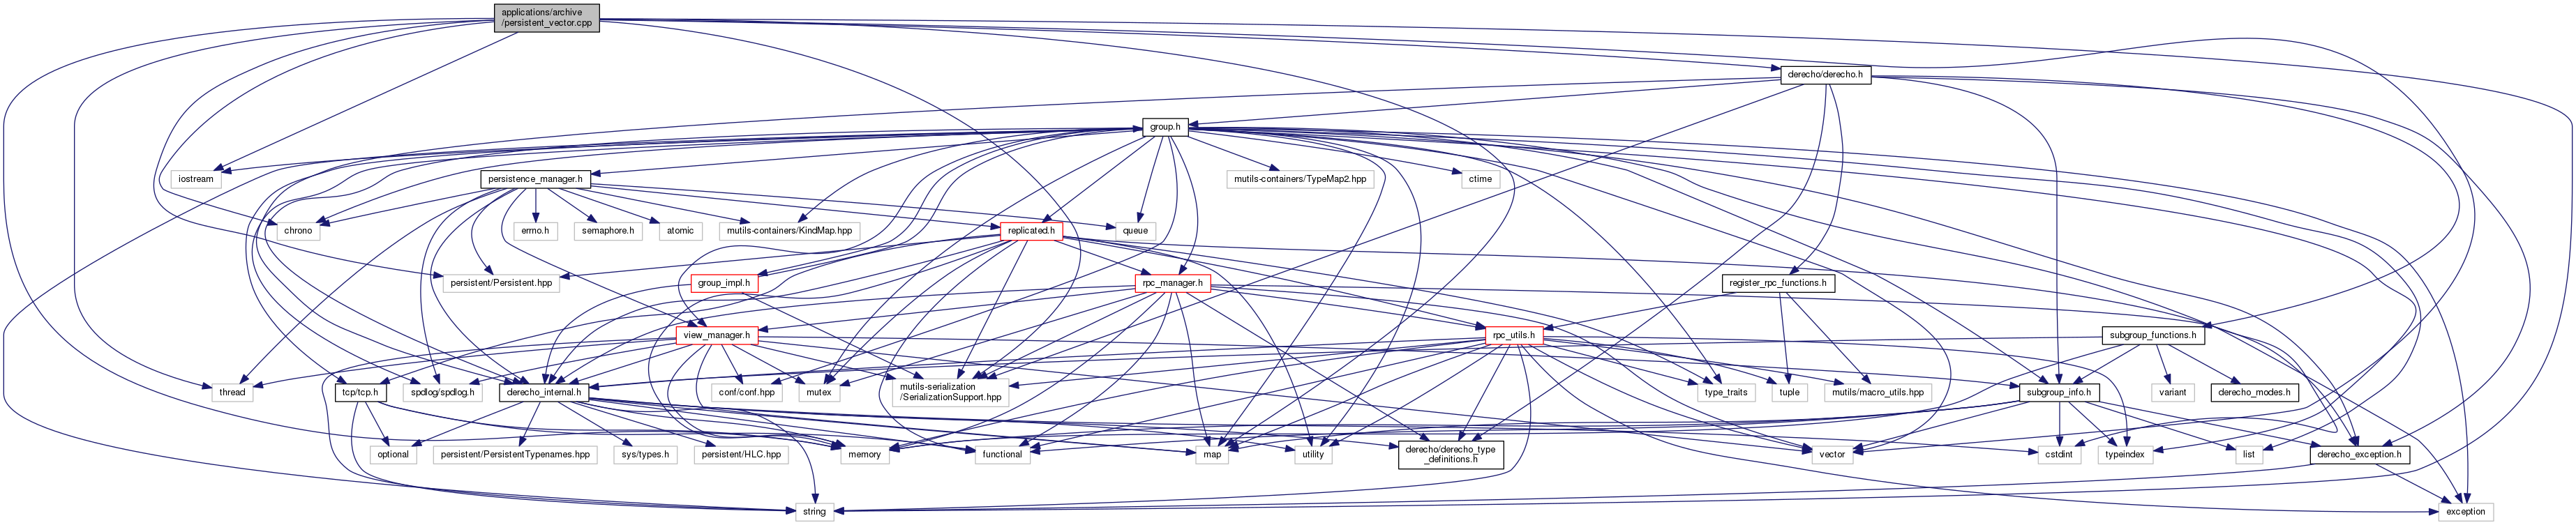 applications/archive
/persistent_vector.cpp
derecho/derecho.h
group.h
iostream
persistence_manager.h
mutils-containers/TypeMap2.hpp
ctime
chrono
errno.h
semaphore.h
atomic
mutils-containers/KindMap.hpp
queue
replicated.h
persistent/Persistent.hpp
group_impl.h
rpc_manager.h
register_rpc_functions.h
view_manager.h
rpc_utils.h
subgroup_functions.h
thread
tcp/tcp.h
spdlog/spdlog.h
derecho_internal.h
conf/conf.hpp
mutex
mutils-serialization
/SerializationSupport.hpp
type_traits
tuple
mutils/macro_utils.hpp
subgroup_info.h
variant
derecho_modes.h
optional
persistent/PersistentTypenames.hpp
sys/types.h
persistent/HLC.hpp
memory
functional
map
utility
derecho/derecho_type
_definitions.h
vector
cstdint
typeindex
list
derecho_exception.h
string
exception